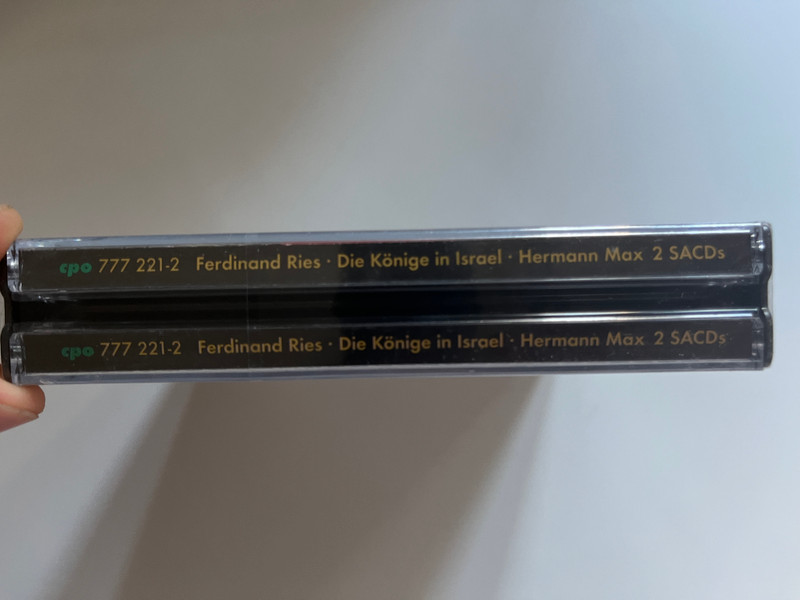 cpo 777 221-2 Ferdinand Ries · Die Könige in Israel · Hermann Max 2 SACDs
cpo 777 221-2 Ferdinand Ries · Die Könige in Israel · Hermann Max 2 SACDs